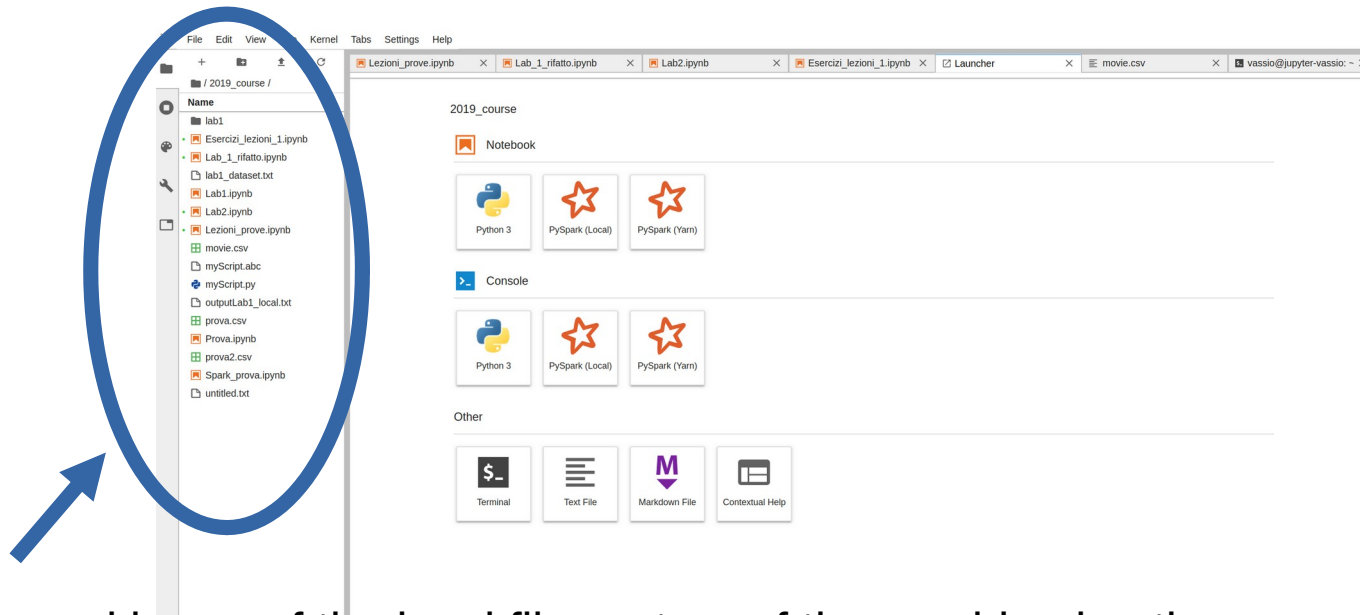 File Edit View Kernel Tabs Settings Help
Lezioni_prove.ipynb Lab_1_rifatto.ipynb Lab2.ipynb Esercizi_lezioni_1.ipynb Launcher movie.csv vassio@jupyter-vassio: ~
/ 2019_course /
Name
lab1
Esercizi_lezioni_1.ipynb
Lab_1_rifatto.ipynb
lab1_dataset.txt
Lab1.ipynb
Lab2.ipynb
Lezioni_prove.ipynb
movie.csv
myScript.abc
myScript.py
outputLab1_local.txt
prova.csv
Prova.ipynb
prova2.csv
Spark_prova.ipynb
untitled.txt
2019_course
Notebook
Python 3 PySpark (Local) PySpark (Yarn)
Console
Python 3 PySpark (Local) PySpark (Yarn)
Other
$_ Terminal Text File Markdown File Contextual Help